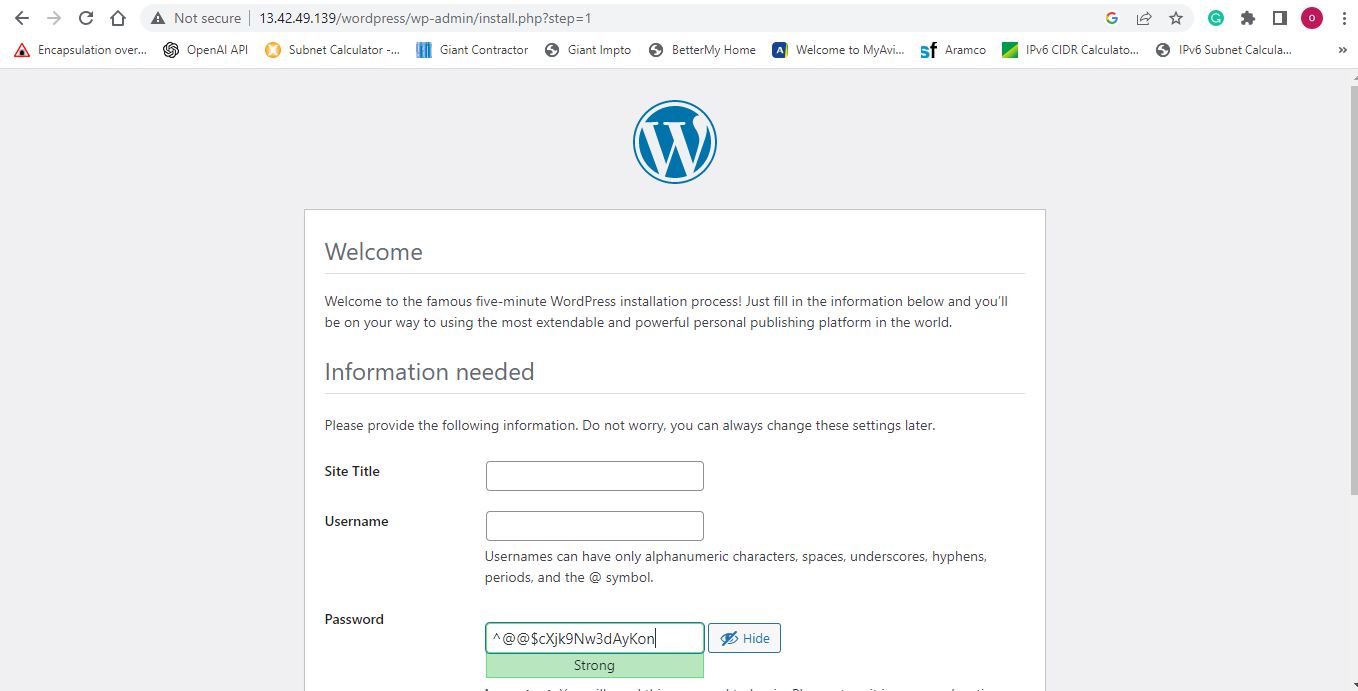 Not secure | 13.42.49.139/wordpress/wp-admin/install.php?step=1
Encapsulation over... OpenAI API Subnet Calculator -... Giant Contractor Giant Impto BetterMy Home Welcome to MyAvi... Aramco IPv6 CIDR Calculato... IPv6 Subnet Calcula... »
Welcome
Welcome to the famous five-minute WordPress installation process! Just fill in the information below and you'll
be on your way to using the most extendable and powerful personal publishing platform in the world.
Information needed
Please provide the following information. Do not worry, you can always change these settings later.
Site Title
Username
Usernames can have only alphanumeric characters, spaces, underscores, hyphens,
periods, and the @ symbol.
Password
^@@$cXjk9Nw3dAyKon Hide
Strong